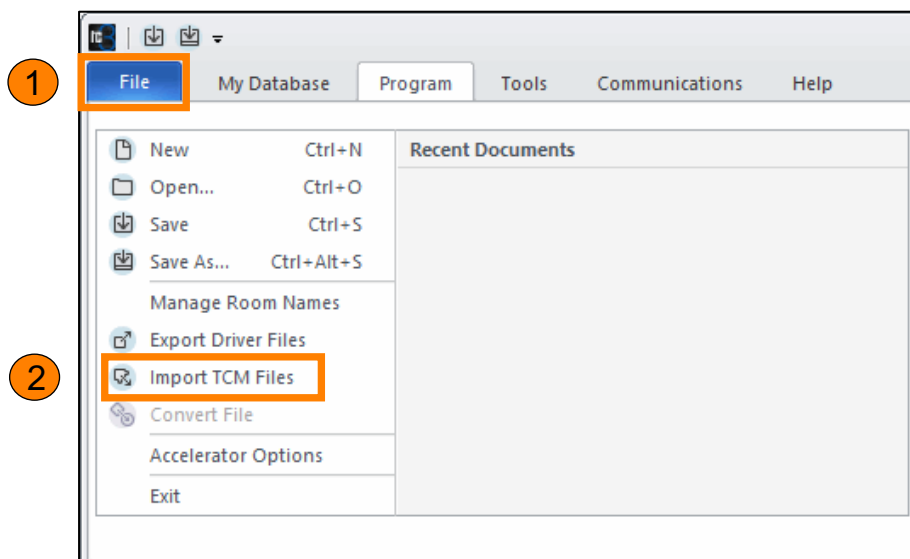 TC
1 File My Database Program Tools Communications Help
New Ctrl+N Recent Documents
Open... Ctrl+O
Save Ctrl+S
Save As... Ctrl+Alt+S
Manage Room Names
Export Driver Files
2 Import TCM Files
Convert File
Accelerator Options
Exit